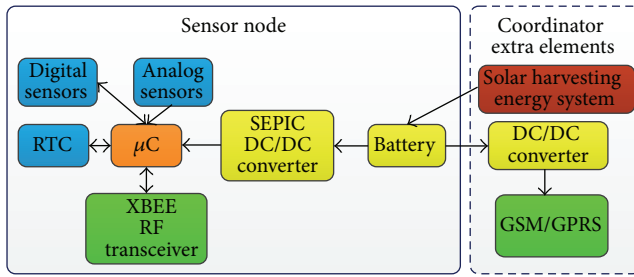 Sensor node
Coordinator
extra elements
Digital
sensors
Analog
sensors
Solar harvesting
energy system
RTC
μC
SEPIC
DC/DC
converter
Battery
DC/DC
converter
XBEE
RF
transceiver
GSM/GPRS